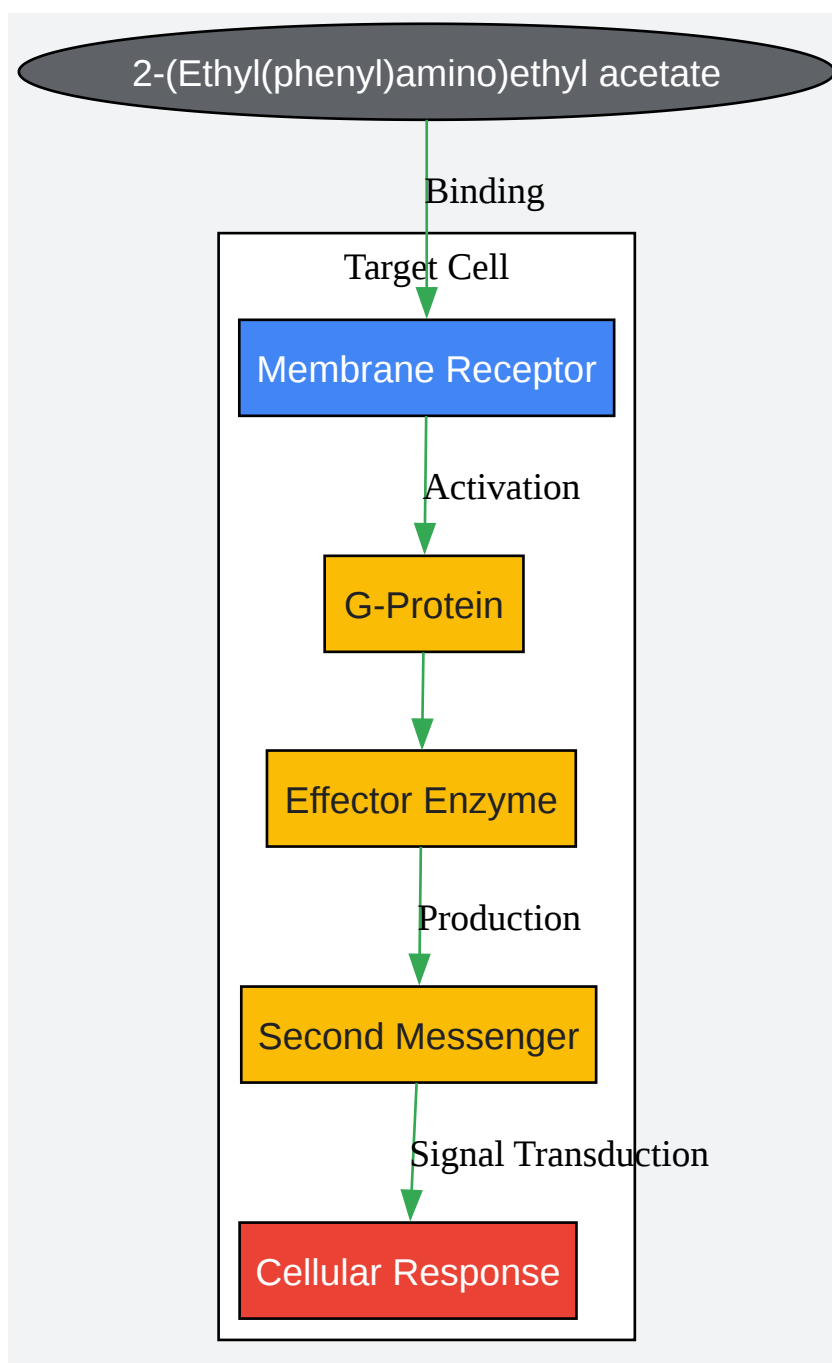 2-(Ethyl(phenyl)amino)ethyl acetate
Binding
Target Cell
Membrane Receptor
Activation
G-Protein
Effector Enzyme
Production
Second Messenger
Signal Transduction
Cellular Response